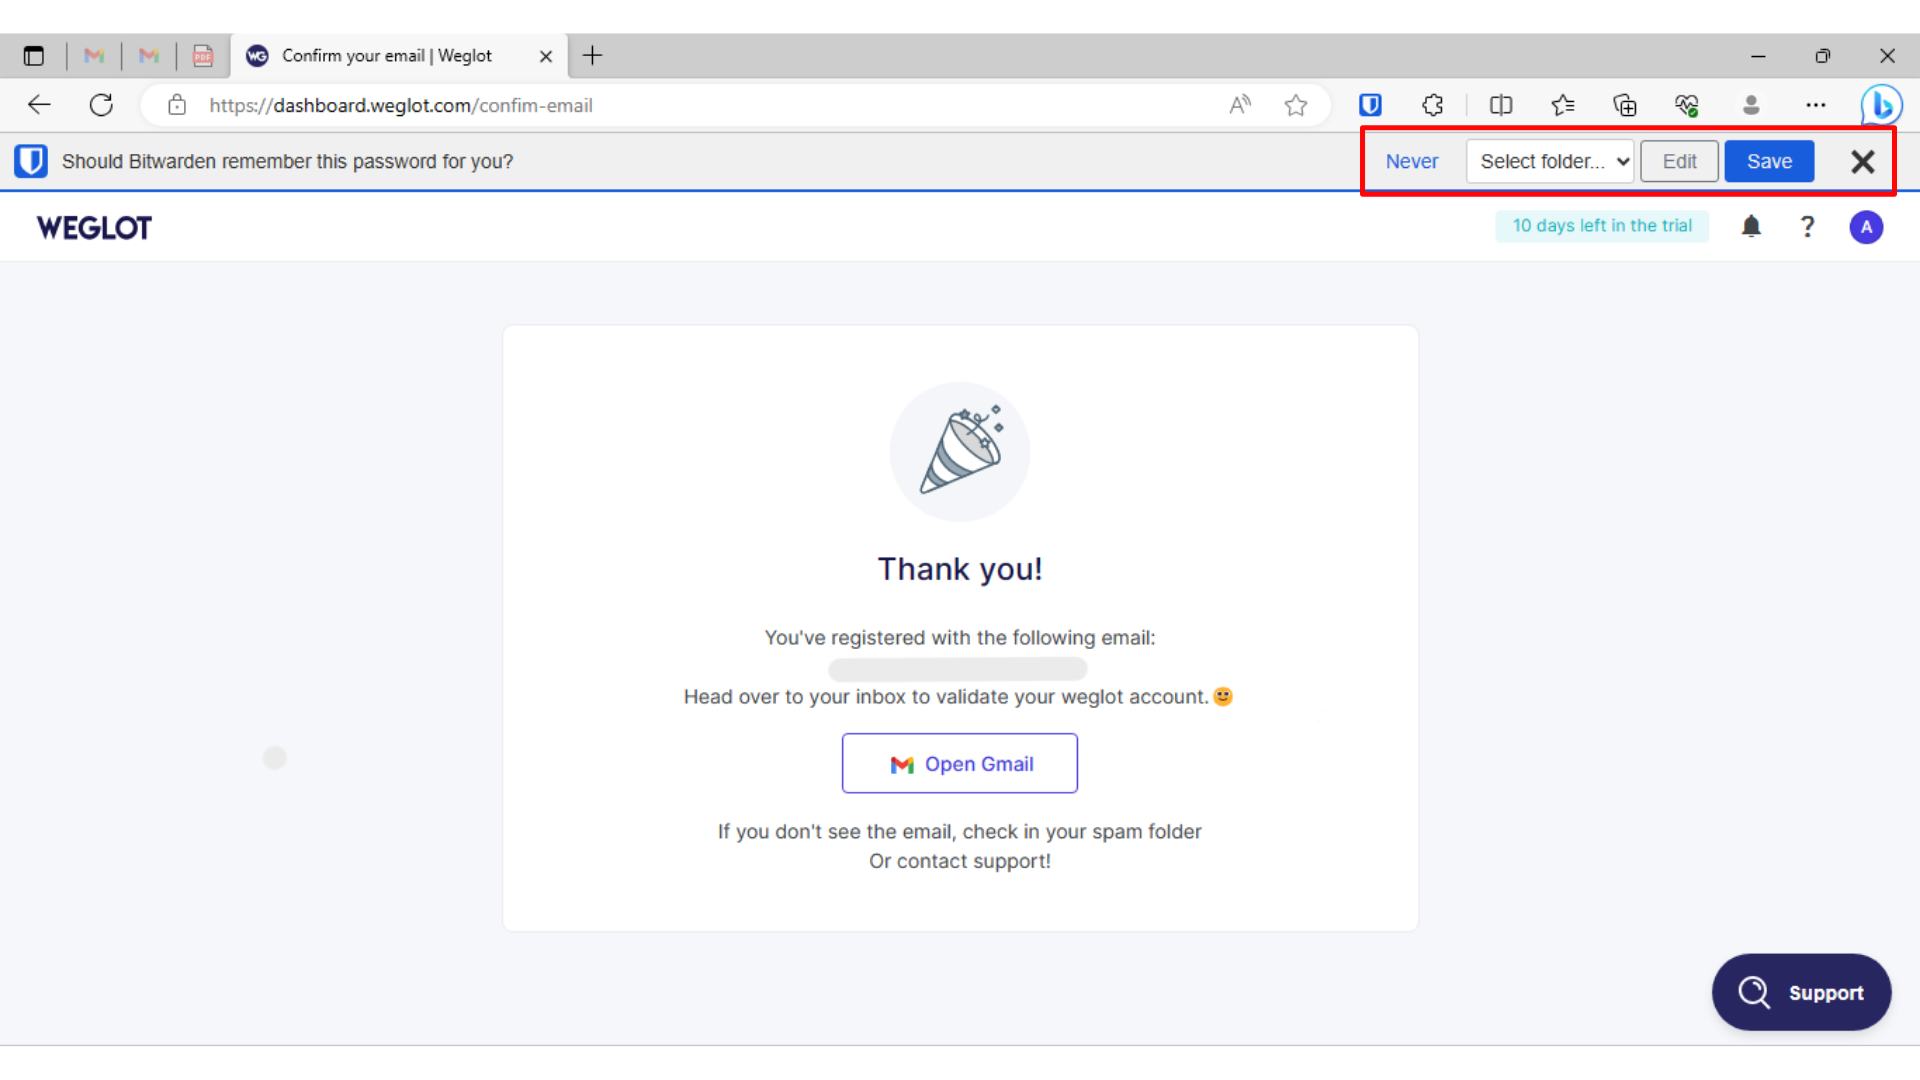 Confirm your email | Weglot
https://dashboard.weglot.com/confim-email
Should Bitwarden remember this password for you?
Never
Select folder...
Edit
Save
WEGLOT
10 days left in the trial
?
A
Thank you!
You've registered with the following email:
Head over to your inbox to validate your weglot account.
Open Gmail
If you don't see the email, check in your spam folder
Or contact support!
Support